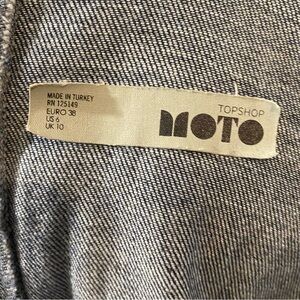 MADE IN TURKEY
RN 125149
EURO 38
US 6
UK 10
TOPSHOP
MOTO